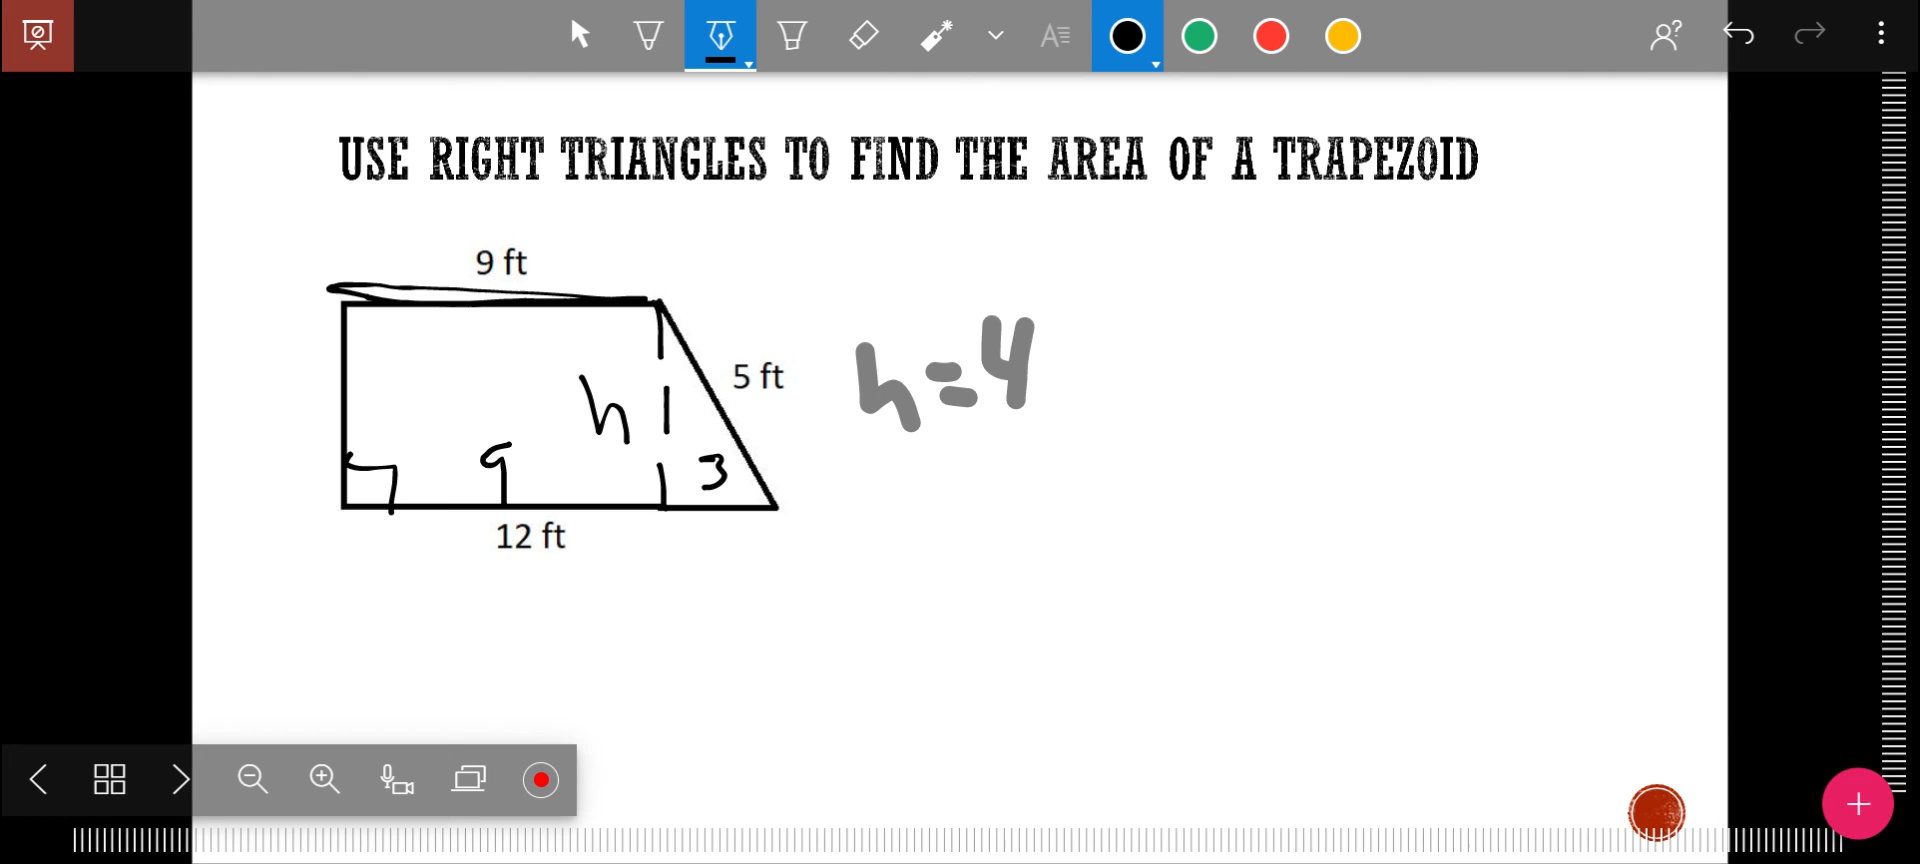 USE RIGHT TRIANGLES TO FIND THE AREA OF A TRAPEZOID
9 ft
5 ft
h=4
h
9
3
12 ft